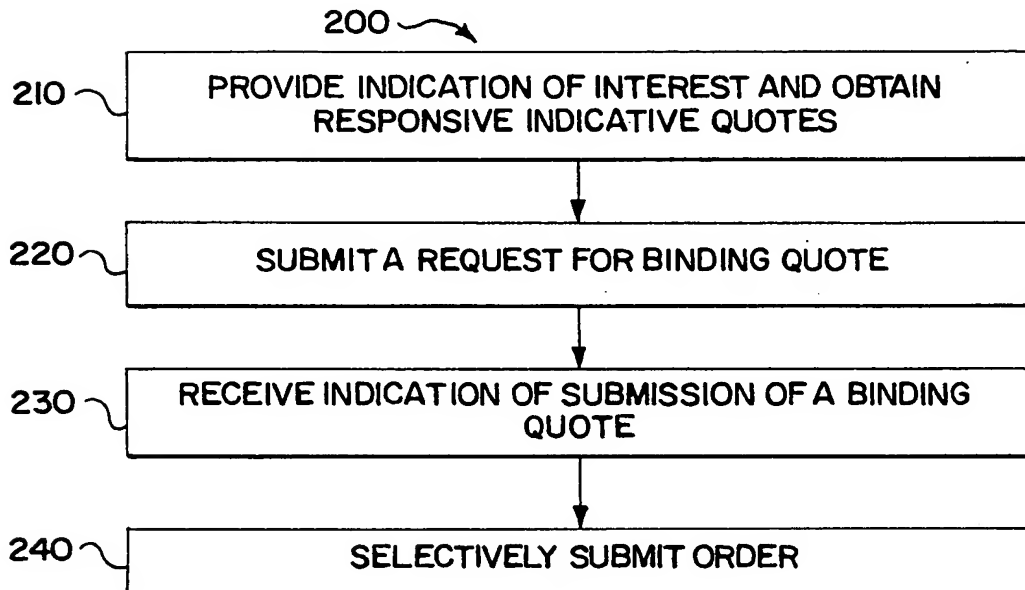 200
210
PROVIDE INDICATION OF INTEREST AND OBTAIN
RESPONSIVE INDICATIVE QUOTES
220
SUBMIT A REQUEST FOR BINDING QUOTE
230
RECEIVE INDICATION OF SUBMISSION OF A BINDING
QUOTE
240
SELECTIVELY SUBMIT ORDER